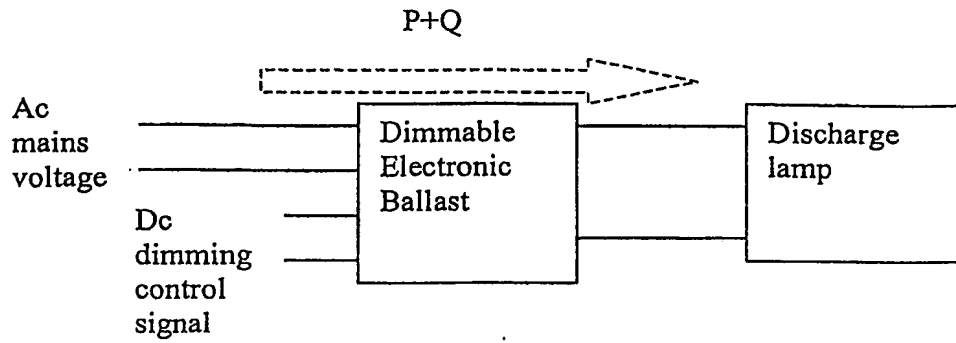 P+Q
Ac
mains
voltage
Dimmable
Electronic
Ballast
Discharge
lamp
Dc
dimming
control
signal